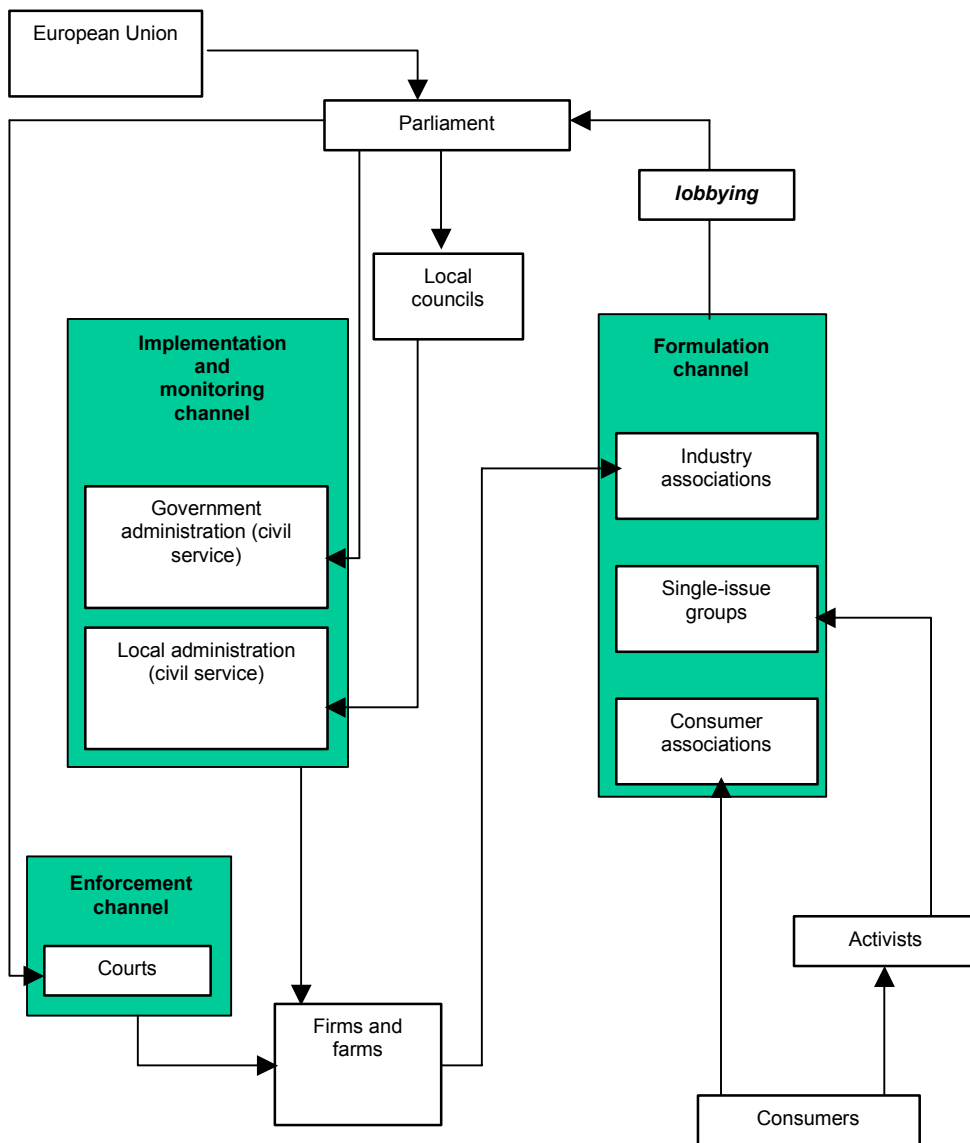 European Union
Parliament
lobbying
Local
councils
Implementation
and
monitoring
channel
Formulation
channel
Industry
associations
Government
administration (civil
service)
Single-issue
groups
Local administration
(civil service)
Consumer
associations
Enforcement
channel
Courts
Activists
Firms and
farms
Consumers